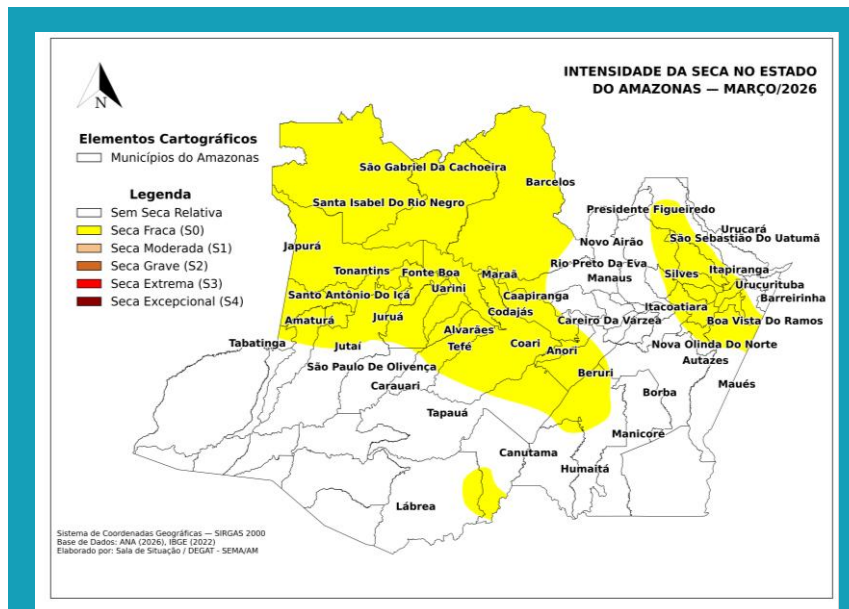 INTENSIDADE DA SECA NO ESTADO
DO AMAZONAS — MARÇO/2026
N
Elementos Cartográficos
Municípios do Amazonas
Legenda
Sem Seca Relativa
Seca Fraca (S0)
Seca Moderada (S1)
Seca Grave (S2)
Seca Extrema (S3)
Seca Excepcional (S4)
São Gabriel Da Cachoeira
Barcelos
Santa Isabel Do Rio Negro
Presidente Figueiredo
Urucará
São Sebastião Do Uatumã
Japurá
Novo Airão
Rio Preto Da Eva
Tonantins
Fonte Boa
Maraã
Silves
Itapiranga
Manaus
Uarini
Urucurituba
Santo Antônio Do Içá
Caapiranga
Barreirinha
Itacoatiara
Codajás
Amaturá
Juruá
Careiro Da Várzea
Boa Vista Do Ramos
Alvarães
Tabatinga
Jutaí
Tefé
Coari
Anori
Nova Olinda Do Norte
Autazes
São Paulo De Olivença
Beruri
Carauari
Maués
Borba
Tapauá
Manicoré
Canutama
Humaitá
Lábrea
Sistema de Coordenadas Geográficas — SIRGAS 2000
Base de Dados: ANA (2026), IBGE (2022)
Elaborado por: Sala de Situação / DEGAT - SEMA/AM